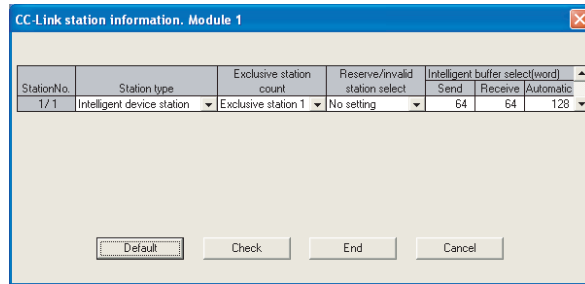 CC-Link station information. Module 1
Exclusive station Reserve/invalid Intelligent buffer select(word)
StationNo. Station type count station select Send Receive Automatic
1/1 Intelligent device station Exclusive station 1 No setting 64 64 128
Default Check End Cancel